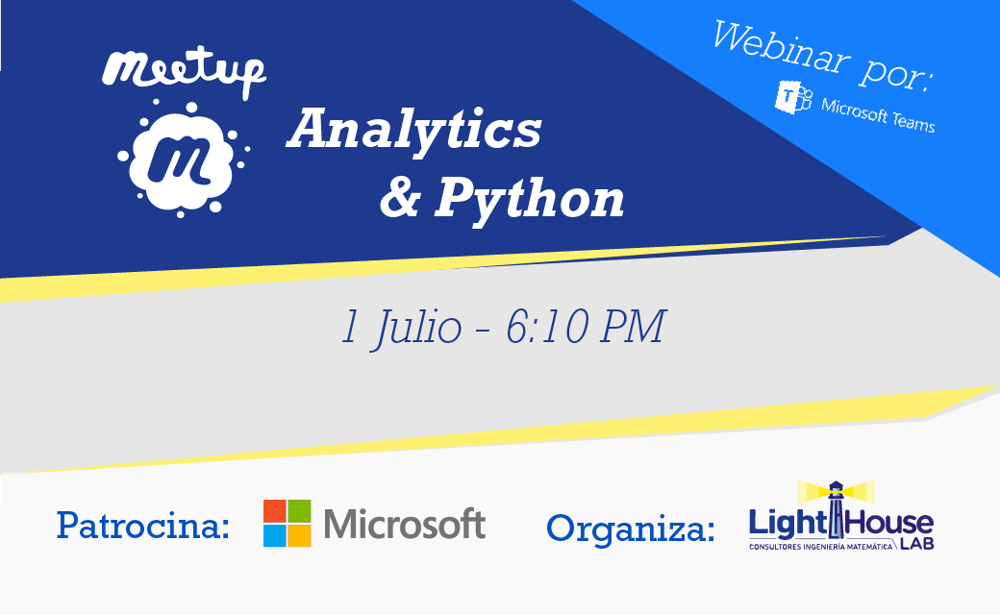 meetup
m
Analytics
& Python
Webinar por:
T
Microsoft Teams
1 Julio - 6:10 PM
Patrocina:
Microsoft
Organiza:
LightHouse
CONSULTORES INGENIERÍA MATEMÁTICA\LAB